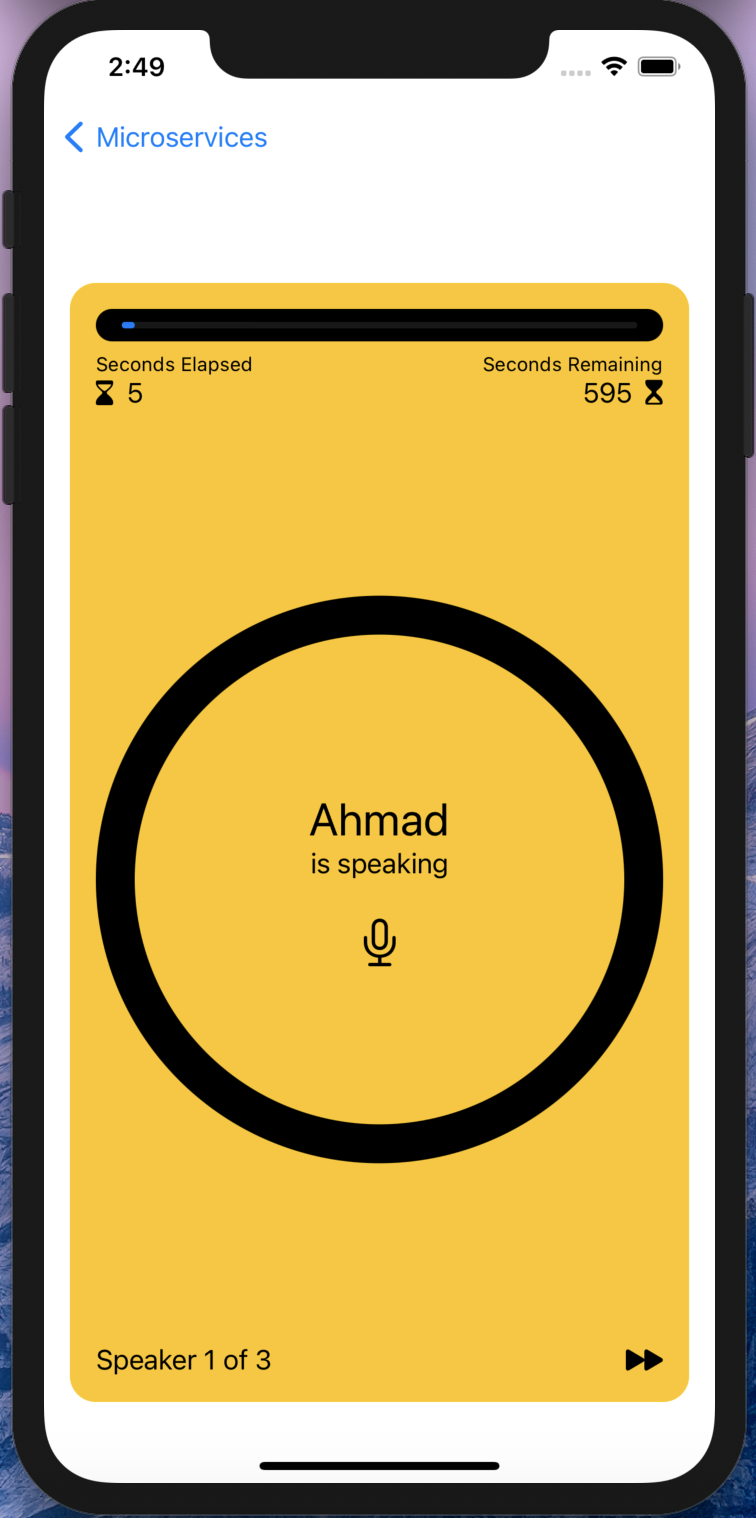 2:49
Microservices
Seconds Elapsed
Seconds Remaining
5
595
Ahmad
is speaking
Speaker 1 of 3